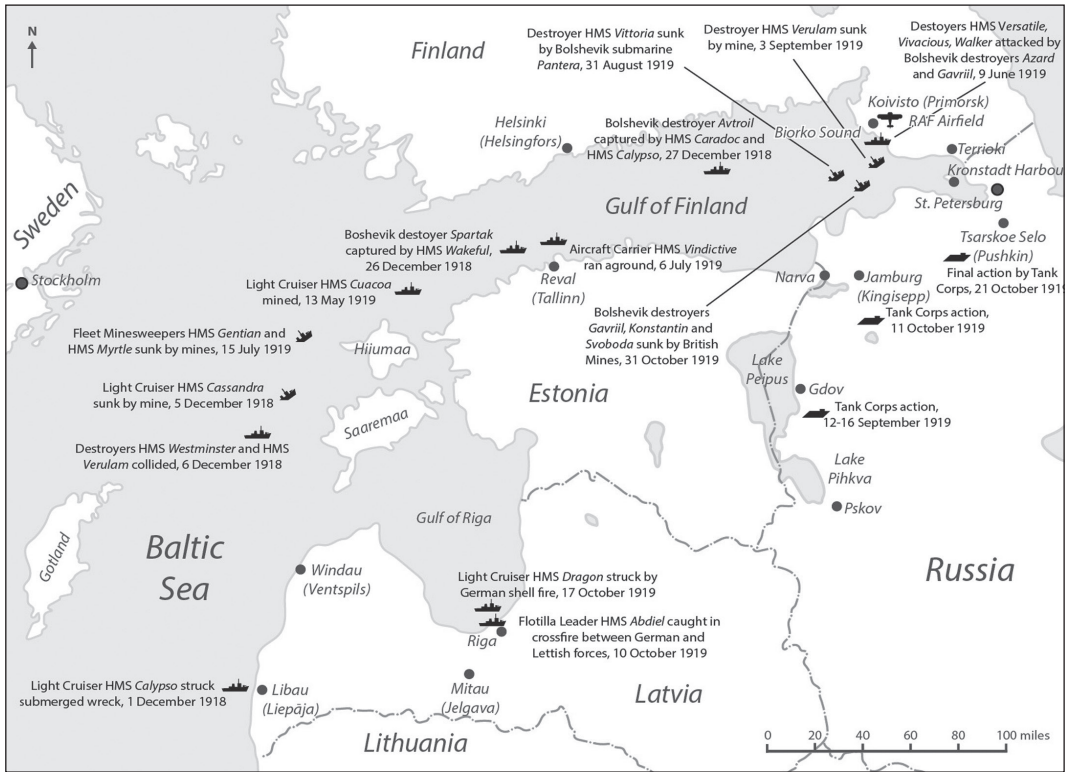 N
Finland
Destroyer HMS Vittoria sunk
by Bolshevik submarine
Pantera, 31 August 1919
Destroyer HMS Verulam sunk
by mine, 3 September 1919
Destoyers HMS Versatile,
Vivacious, Walker attacked by
Bolshevik destroyers Azard
and Gavriil, 9 June 1919
Koivisto (Primorsk)
RAF Airfield
Biorko Sound
Helsinki
(Helsingfors)
Bolshevik destroyer Avtroil
captured by HMS Caradoc and
HMS Calypso, 27 December 1918
Terrioki
Kronstadt Harbou
St. Petersburg
Tsarskoe Selo
(Pushkin)
Final action by Tank
Corps, 21 October 1919
Sweden
Stockholm
Gulf of Finland
Boshevik destoyer Spartak
captured by HMS Wakeful,
26 December 1918
Aircraft Carrier HMS Vindictive
ran aground, 6 July 1919
Reval
(Tallinn)
Light Cruiser HMS Cuacoa
mined, 13 May 1919
Narva
Jamburg
(Kingisepp)
Tank Corps action,
11 October 1919
Bolshevik destroyers
Gavriil, Konstantin and
Svoboda sunk by British
Mines, 31 October 1919
Fleet Minesweepers HMS Gentian and
HMS Myrtle sunk by mines, 15 July 1919
Hiiumaa
Lake
Peipus
Light Cruiser HMS Cassandra
sunk by mine, 5 December 1918
Estonia
Gdov
Tank Corps action,
12-16 September 1919
Saaremaa
Destroyers HMS Westminster and HMS
Verulam collided, 6 December 1918
Lake
Pihkva
Pskov
Gulf of Riga
Gotland
Baltic
Sea
Windau
(Ventspils)
Russia
Light Cruiser HMS Dragon struck by
German shell fire, 17 October 1919
Flotilla Leader HMS Abdiel caught in
crossfire between German and
Lettish forces, 10 October 1919
Riga
Light Cruiser HMS Calypso struck
submerged wreck, 1 December 1918
Libau
(Liepāja)
Mitau
(Jelgava)
Latvia
Lithuania
0 20 40 60 80 100 miles